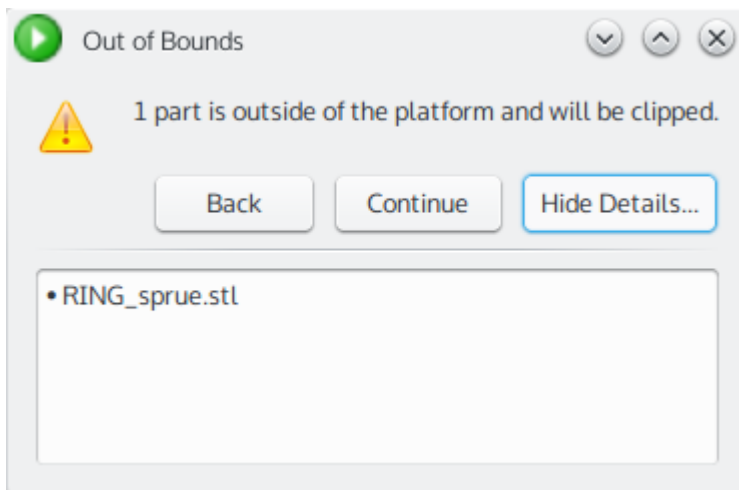 Out of Bounds
1 part is outside of the platform and will be clipped.
Back
Continue
Hide Details...
• RING_sprue.stl